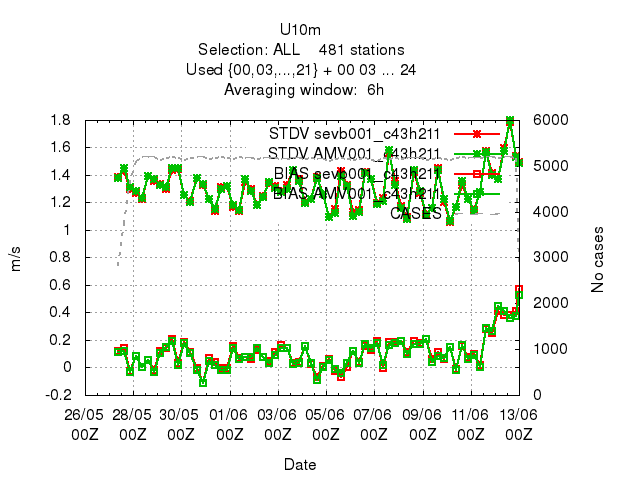 U10m
Selection: ALL    481 stations
Used {00,03,...,21} + 00 03 ... 24
Averaging window:  6h
STDV sevb001_c43h211
STDV AMV001_c43h211
BIAS sevb001_c43h211
BIAS AMV001_c43h211
CASES
1.8
1.6
1.4
1.2
1
0.8
0.6
0.4
0.2
0
-0.2
m/s
6000
5000
4000
3000
2000
1000
0
No cases
26/05 28/05 30/05 01/06 03/06 05/06 07/06 09/06 11/06 13/06
00Z 00Z 00Z 00Z 00Z 00Z 00Z 00Z 00Z 00Z
Date